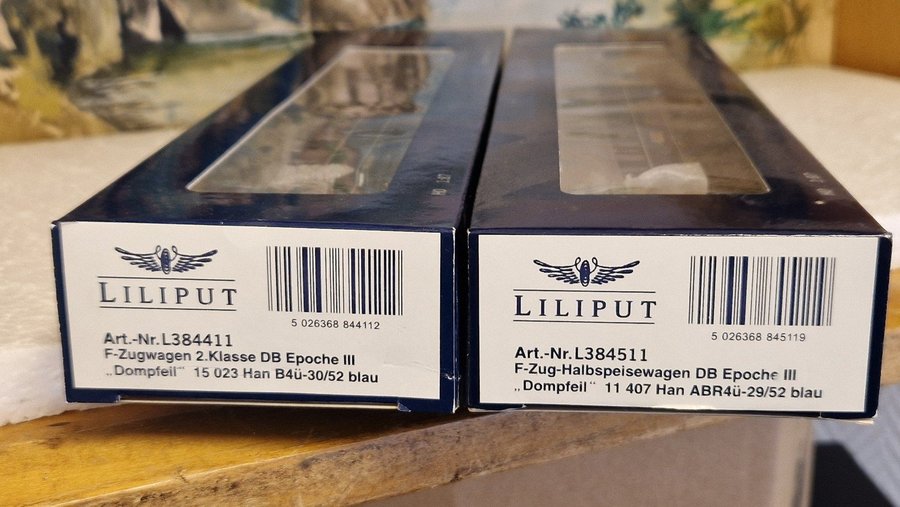 LILIPUT
5 026368 844112
Art.-Nr.L384411
F-Zugwagen 2.Klasse DB Epoche III
„Dompfeil“ 15 023 Han B4ü-30/52 blau
LILIPUT
5 026368 845119
Art.-Nr.L384511
F-Zug-Halbspeisewagen DB Epoche III
„Dompfeil“ 11 407 Han ABR4ü-29/52 blau